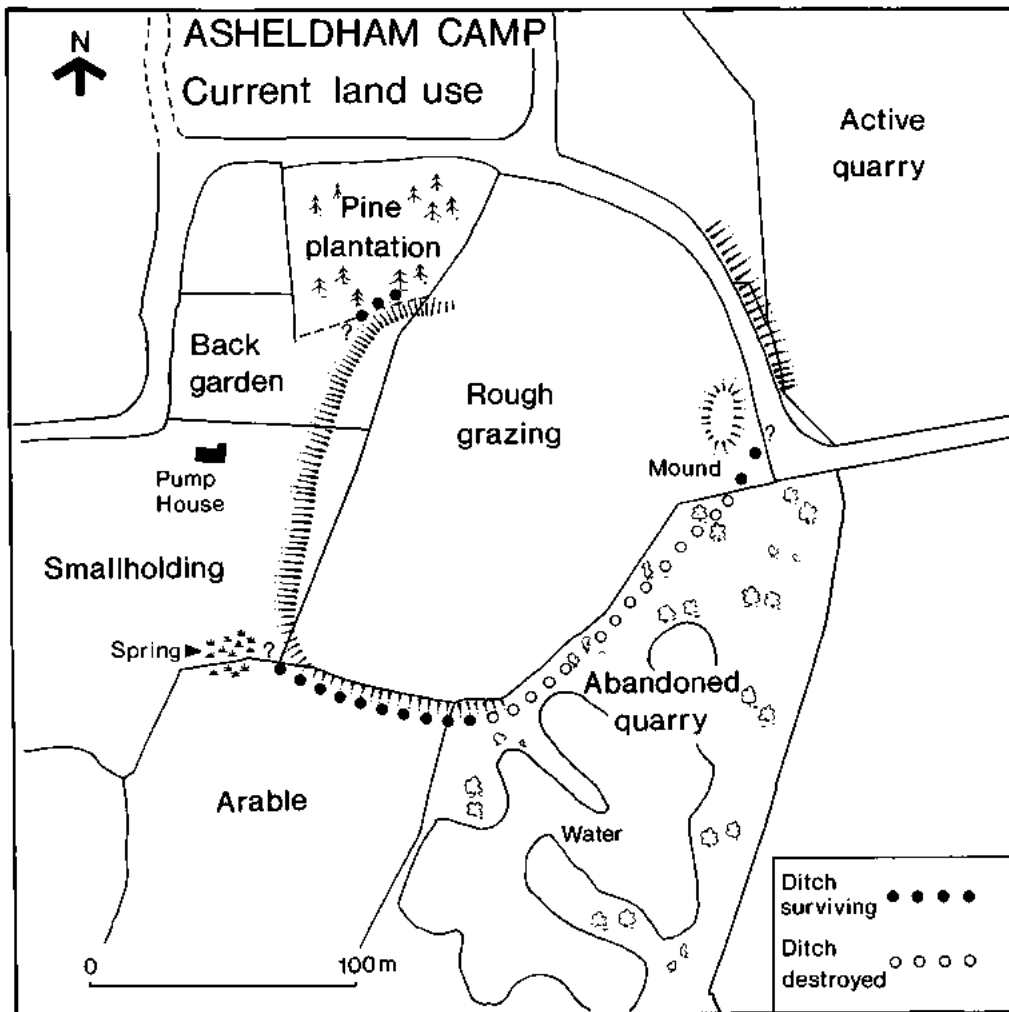 ASHELDHAM CAMP
Current land use
N
Active
quarry
Pine
plantation
?
Back
garden
Rough
grazing
?
Mound
Pump
House
Smallholding
Spring
?
Abandoned
quarry
Arable
Water
0 100m
Ditch
surviving
Ditch
destroyed